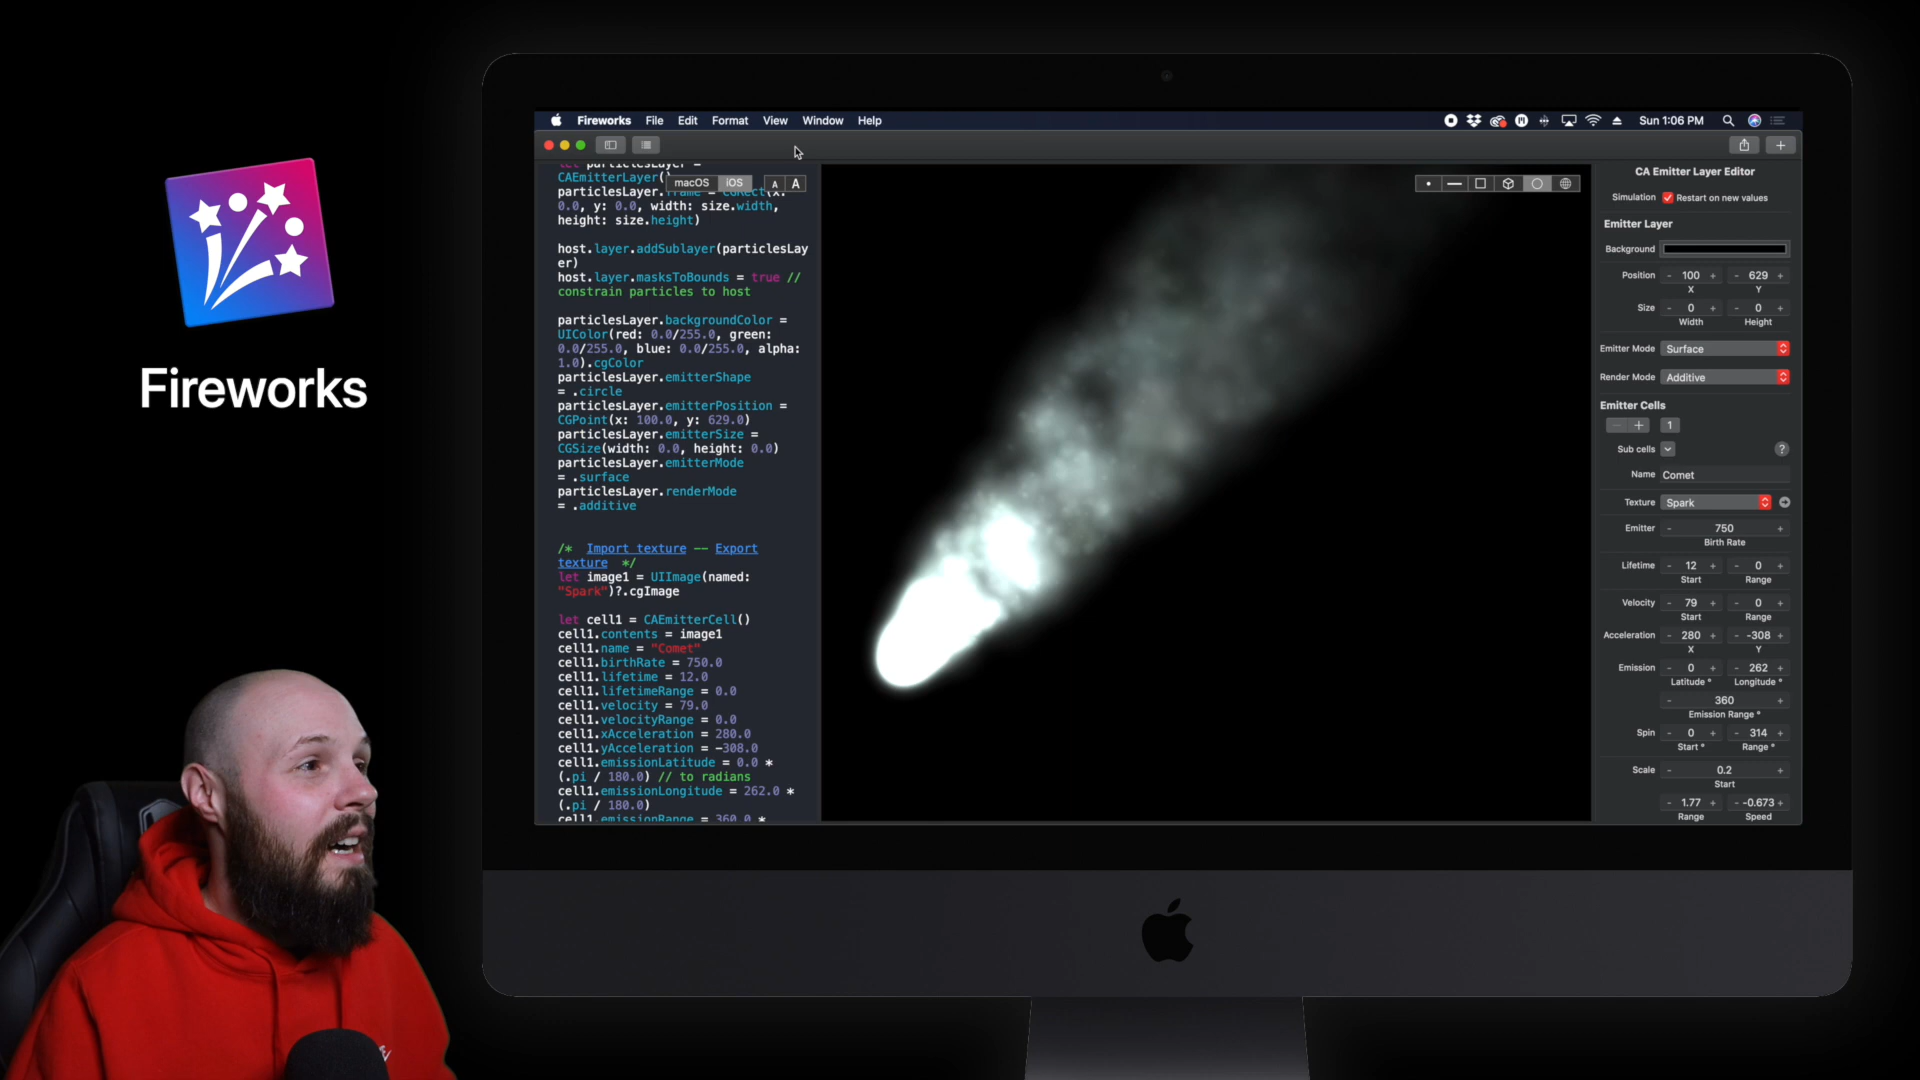 Fireworks
Fireworks File Edit Format View Window Help
Sun 1:06 PM
let particlesLayer =
CAEmitterLayer()
particlesLayer.frame = CGRect(x:
0.0, y: 0.0, width: size.width,
height: size.height)
macOS iOS A A
host.layer.addSublayer(particlesLay
er)
host.layer.masksToBounds = true //
constrain particles to host
particlesLayer.backgroundColor =
UIColor(red: 0.0/255.0, green:
0.0/255.0, blue: 0.0/255.0, alpha:
1.0).cgColor
particlesLayer.emitterShape
= .circle
particlesLayer.emitterPosition =
CGPoint(x: 100.0, y: 629.0)
particlesLayer.emitterSize =
CGSize(width: 0.0, height: 0.0)
particlesLayer.emitterMode
= .surface
particlesLayer.renderMode
= .additive
/* Import texture -- Export
texture */
let image1 = UIImage(named:
"Spark")?.cgImage
let cell1 = CAEmitterCell()
cell1.contents = image1
cell1.name = "Comet"
cell1.birthRate = 750.0
cell1.lifetime = 12.0
cell1.lifetimeRange = 0.0
cell1.velocity = 79.0
cell1.velocityRange = 0.0
cell1.xAcceleration = 280.0
cell1.yAcceleration = -308.0
cell1.emissionLatitude = 0.0 *
(.pi / 180.0) // to radians
cell1.emissionLongitude = 262.0 *
(.pi / 180.0)
cell1.emissionRange = 360.0 *
CA Emitter Layer Editor
Simulation Restart on new values
Emitter Layer
Background
Position - 100 + - 629 +
X Y
Size - 0 + - 0 +
Width Height
Emitter Mode Surface
Render Mode Additive
Emitter Cells
- + 1
Sub cells ?
Name Comet
Texture Spark
Emitter - 750 +
Birth Rate
Lifetime - 12 + - 0 +
Start Range
Velocity - 79 + - 0 +
Start Range
Acceleration - 280 + - -308 +
X Y
Emission - 0 + - 262 +
Latitude ° Longitude °
- 360 +
Emission Range °
Spin - 0 + - 314 +
Start ° Range °
Scale - 0.2 +
Start
- 1.77 + - -0.673 +
Range Speed